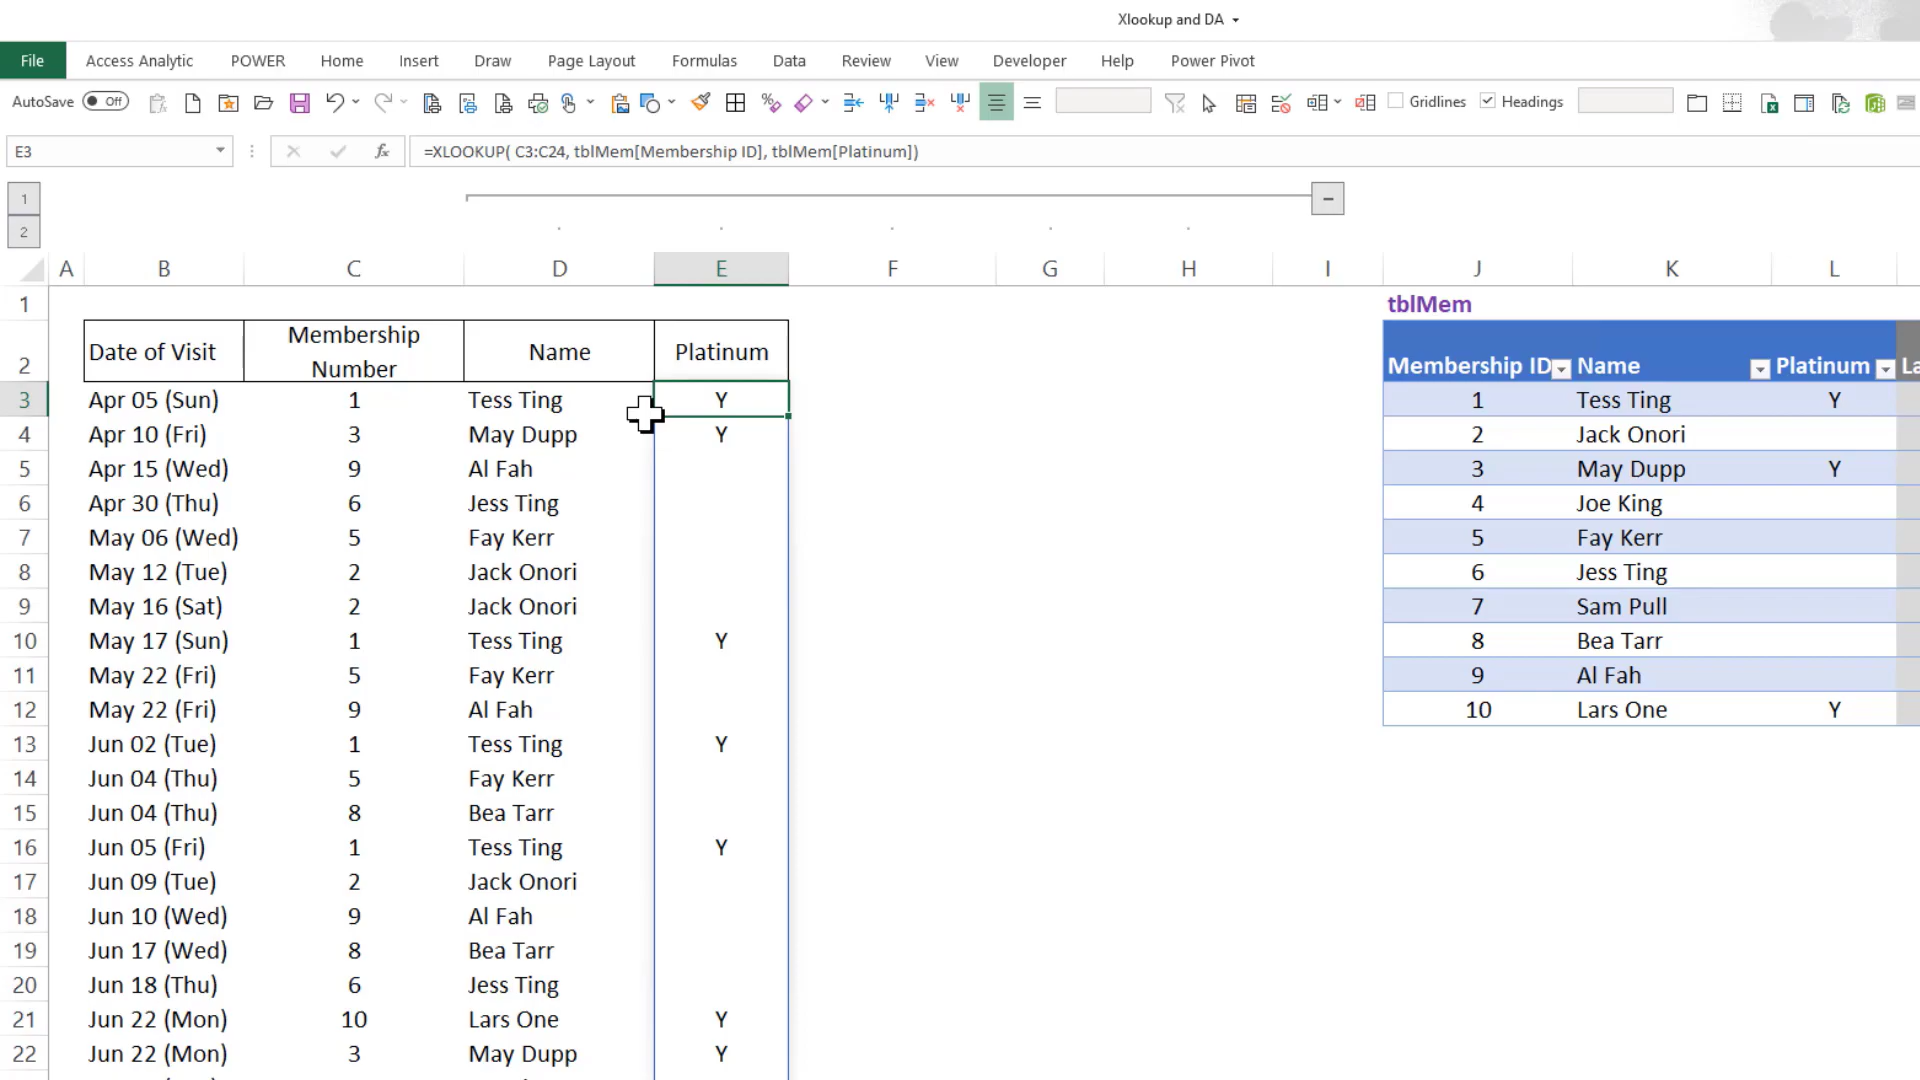 Xlookup and DA
File Access Analytic POWER Home Insert Draw Page Layout Formulas Data Review View Developer Help Power Pivot
AutoSave Off Gridlines Headings
E3 fx =XLOOKUP( C3:C24, tblMem[Membership ID], tblMem[Platinum])
1
2
A B C D E F G H I J K L
1 tblMem
2 Date of Visit Membership Number Name Platinum Membership ID Name Platinum La
3 Apr 05 (Sun) 1 Tess Ting Y 1 Tess Ting Y
4 Apr 10 (Fri) 3 May Dupp Y 2 Jack Onori
5 Apr 15 (Wed) 9 Al Fah 3 May Dupp Y
6 Apr 30 (Thu) 6 Jess Ting 4 Joe King
7 May 06 (Wed) 5 Fay Kerr 5 Fay Kerr
8 May 12 (Tue) 2 Jack Onori 6 Jess Ting
9 May 16 (Sat) 2 Jack Onori 7 Sam Pull
10 May 17 (Sun) 1 Tess Ting Y 8 Bea Tarr
11 May 22 (Fri) 5 Fay Kerr 9 Al Fah
12 May 22 (Fri) 9 Al Fah 10 Lars One Y
13 Jun 02 (Tue) 1 Tess Ting Y
14 Jun 04 (Thu) 5 Fay Kerr
15 Jun 04 (Thu) 8 Bea Tarr
16 Jun 05 (Fri) 1 Tess Ting Y
17 Jun 09 (Tue) 2 Jack Onori
18 Jun 10 (Wed) 9 Al Fah
19 Jun 17 (Wed) 8 Bea Tarr
20 Jun 18 (Thu) 6 Jess Ting
21 Jun 22 (Mon) 10 Lars One Y
22 Jun 22 (Mon) 3 May Dupp Y